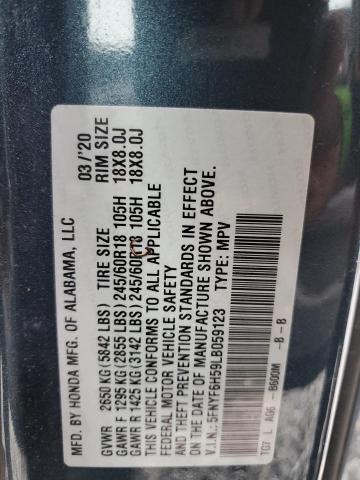 MFD. BY HONDA MFG. OF ALABAMA, LLC 03/'20
GVWR 2650 KG (5842 LBS) TIRE SIZE RIM SIZE
GAWR F 1295 KG (2855 LBS) 245/60R18 105H 18X8.0J
GAWR R 1425 KG (3142 LBS) 245/60R18 105H 18X8.0J
THIS VEHICLE CONFORMS TO ALL APPLICABLE
FEDERAL MOTOR VEHICLE SAFETY
AND THEFT PREVENTION STANDARDS IN EFFECT
ON THE DATE OF MANUFACTURE SHOWN ABOVE.
V.I.N.: 5FNYF6H59LB059123 TYPE: MPV
TG7 L A06 -B600M -B -B